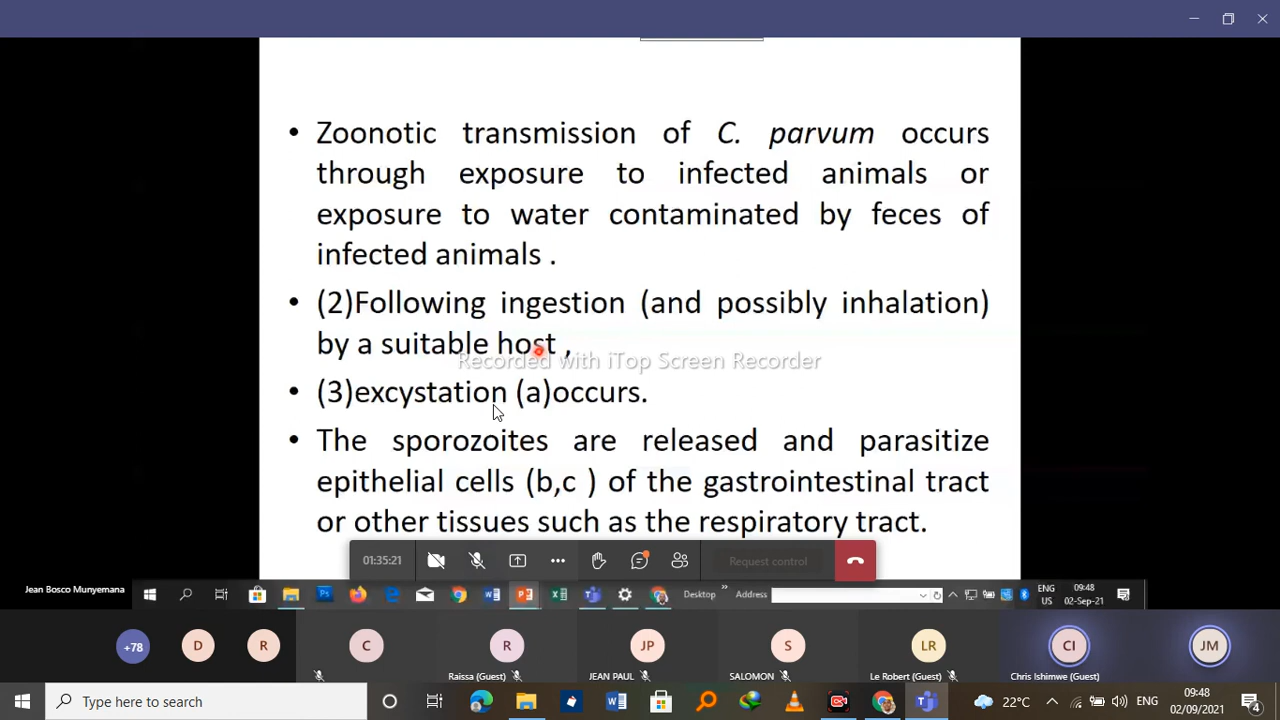 • Zoonotic transmission of C. parvum occurs
through exposure to infected animals or
exposure to water contaminated by feces of
infected animals .
• (2)Following ingestion (and possibly inhalation)
by a suitable host ,
Recorded with iTop Screen Recorder
• (3)excystation (a)occurs.
• The sporozoites are released and parasitize
epithelial cells (b,c ) of the gastrointestinal tract
or other tissues such as the respiratory tract.
01:35:21
Request control
Jean Bosco Munyemana
Desktop
Address
ENG
US
09:48
02-Sep-21
+78
D
R
C
R
JP
S
LR
CI
JM
Raissa (Guest)
JEAN PAUL
SALOMON
Le Robert (Guest)
Chris Ishimwe (Guest)
Type here to search
22°C
ENG
09:48
02/09/2021
4